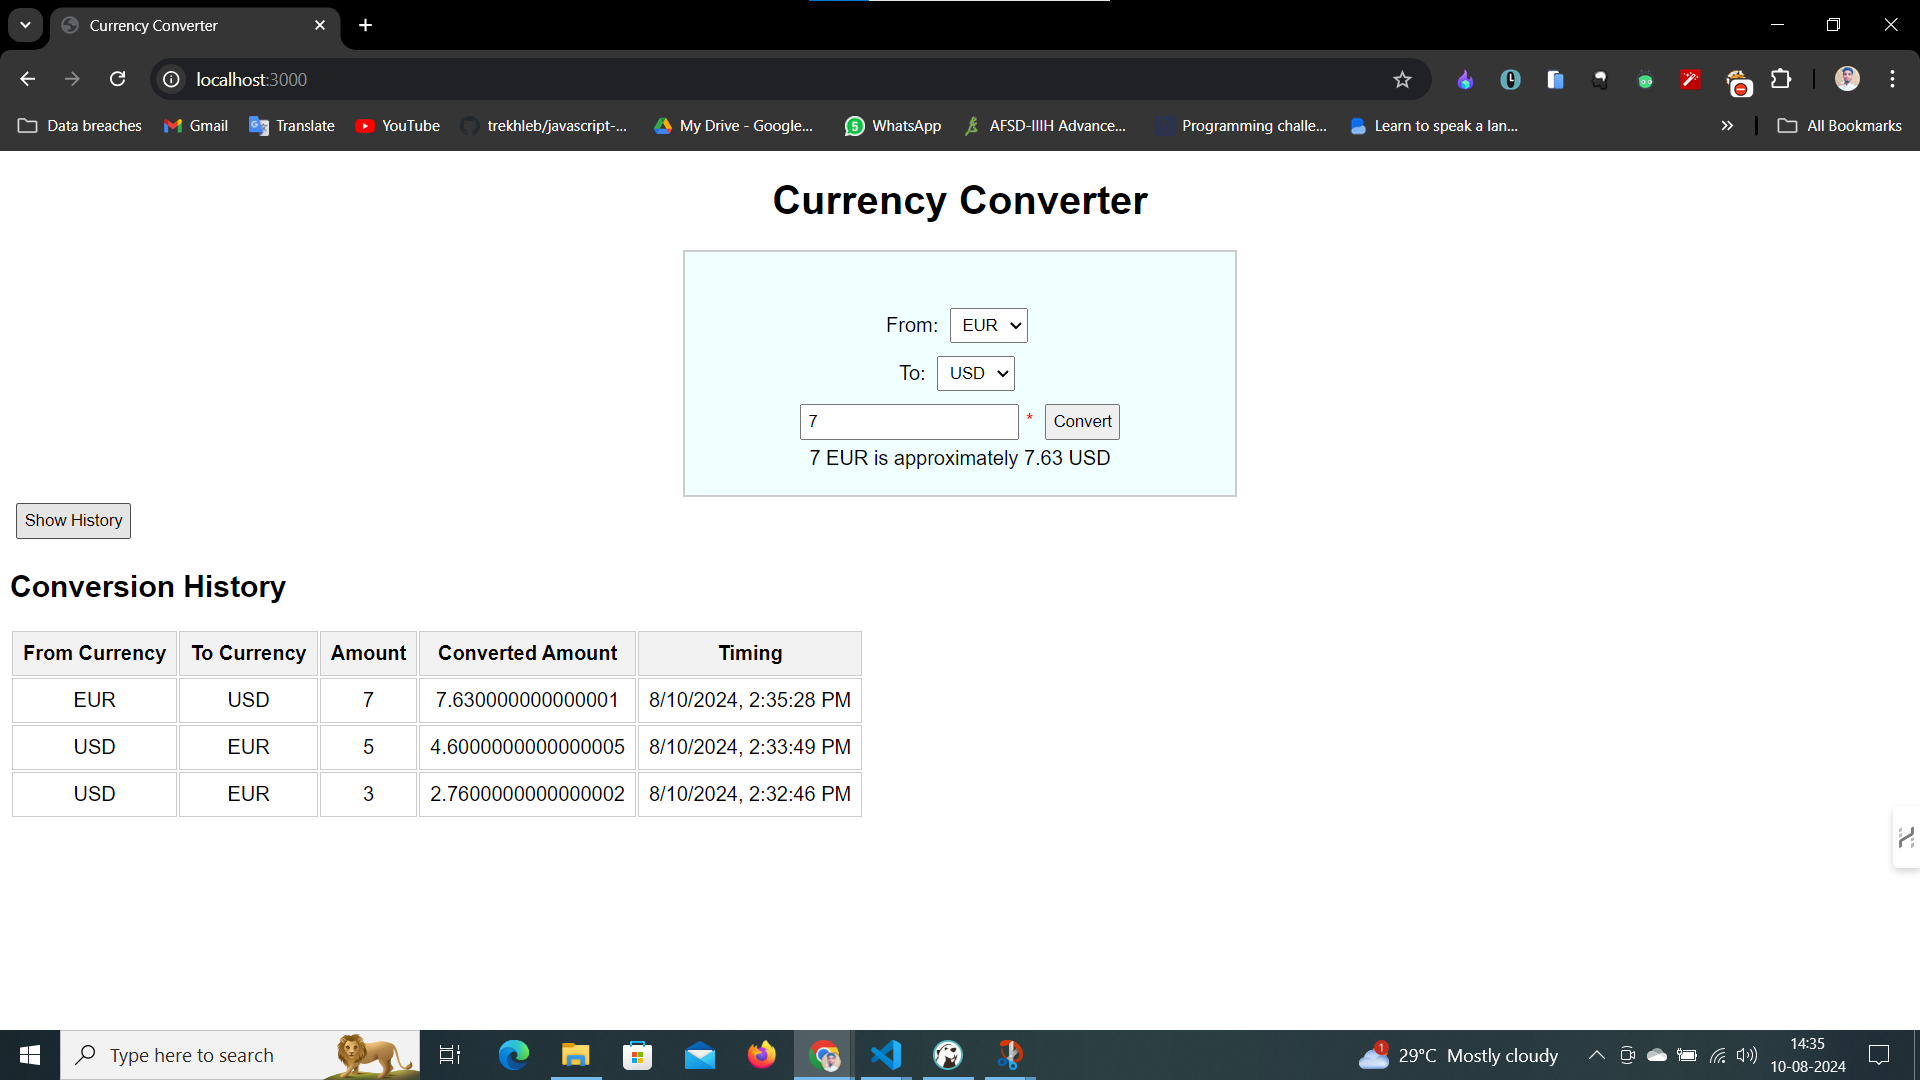 Currency Converter
localhost:3000
Data breaches Gmail Translate YouTube trekhleb/javascript-... My Drive - Google... 5 WhatsApp AFSD-IIIH Advance... Programming challe... Learn to speak a lan... » All Bookmarks
Currency Converter
From: EUR
To: USD
7 * Convert
7 EUR is approximately 7.63 USD
Show History
Conversion History
From Currency To Currency Amount Converted Amount Timing
EUR USD 7 7.630000000000001 8/10/2024, 2:35:28 PM
USD EUR 5 4.6000000000000005 8/10/2024, 2:33:49 PM
USD EUR 3 2.7600000000000002 8/10/2024, 2:32:46 PM
Type here to search
1 29°C Mostly cloudy
14:35
10-08-2024